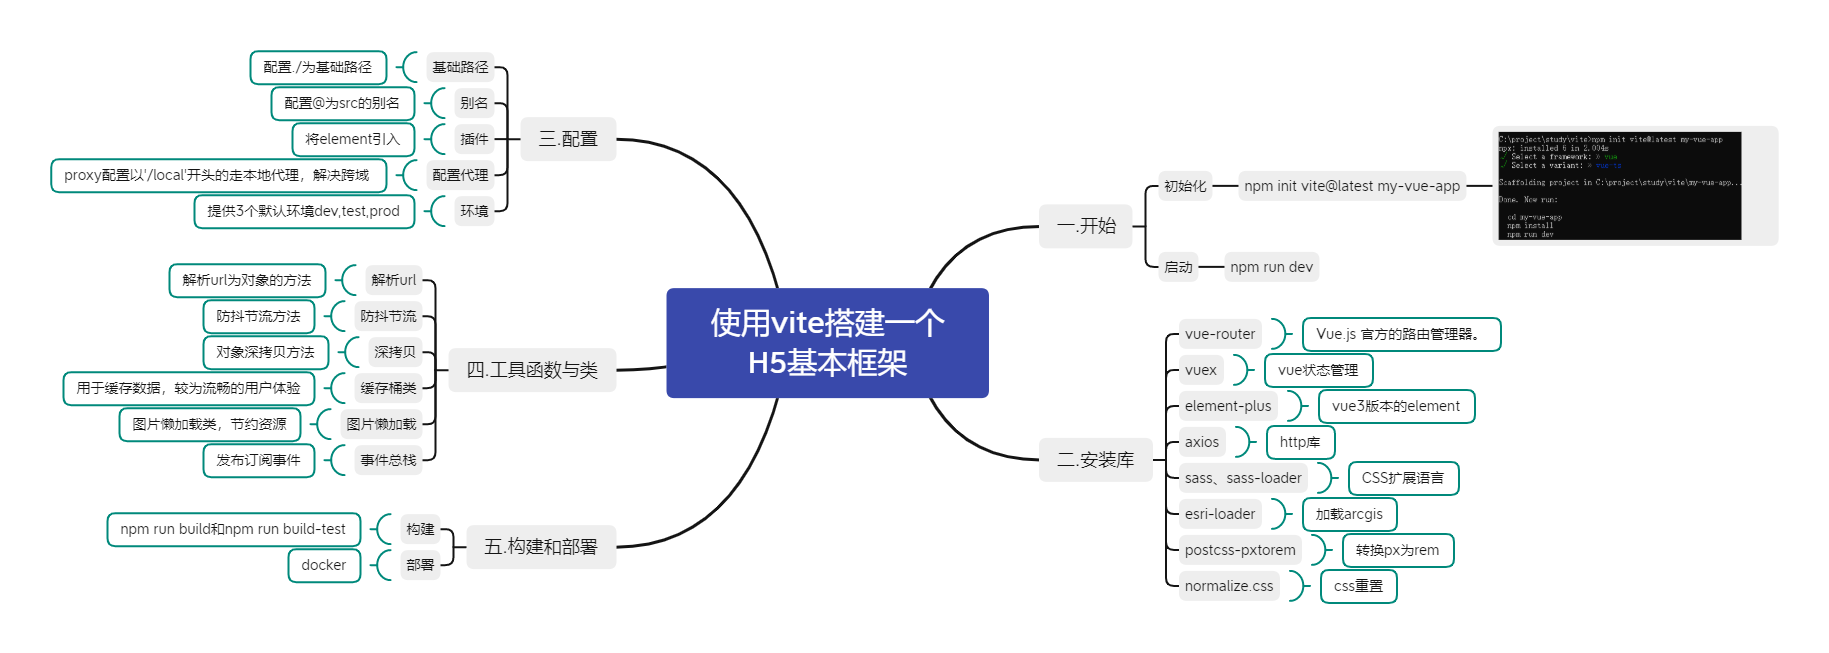 使用vite搭建一个
H5基本框架
一.开始
初始化
npm init vite@latest my-vue-app
C:\project\study\vite>npm init vite@latest my-vue-app
npx: installed 6 in 2.004s
√ Select a framework: » vue
√ Select a variant: » vue-ts
Scaffolding project in C:\project\study\vite\my-vue-app...
Done. Now run:
cd my-vue-app
npm install
npm run dev
启动
npm run dev
二.安装库
vue-router
Vue.js 官方的路由管理器。
vuex
vue状态管理
element-plus
vue3版本的element
axios
http库
sass、sass-loader
CSS扩展语言
esri-loader
加载arcgis
postcss-pxtorem
转换px为rem
normalize.css
css重置
三.配置
基础路径
配置./为基础路径
别名
配置@为src的别名
插件
将element引入
配置代理
proxy配置以'/local'开头的走本地代理，解决跨域
环境
提供3个默认环境dev,test,prod
四.工具函数与类
解析url
解析url为对象的方法
防抖节流
防抖节流方法
深拷贝
对象深拷贝方法
缓存桶类
用于缓存数据，较为流畅的用户体验
图片懒加载
图片懒加载类，节约资源
事件总栈
发布订阅事件
五.构建和部署
构建
npm run build和npm run build-test
部署
docker